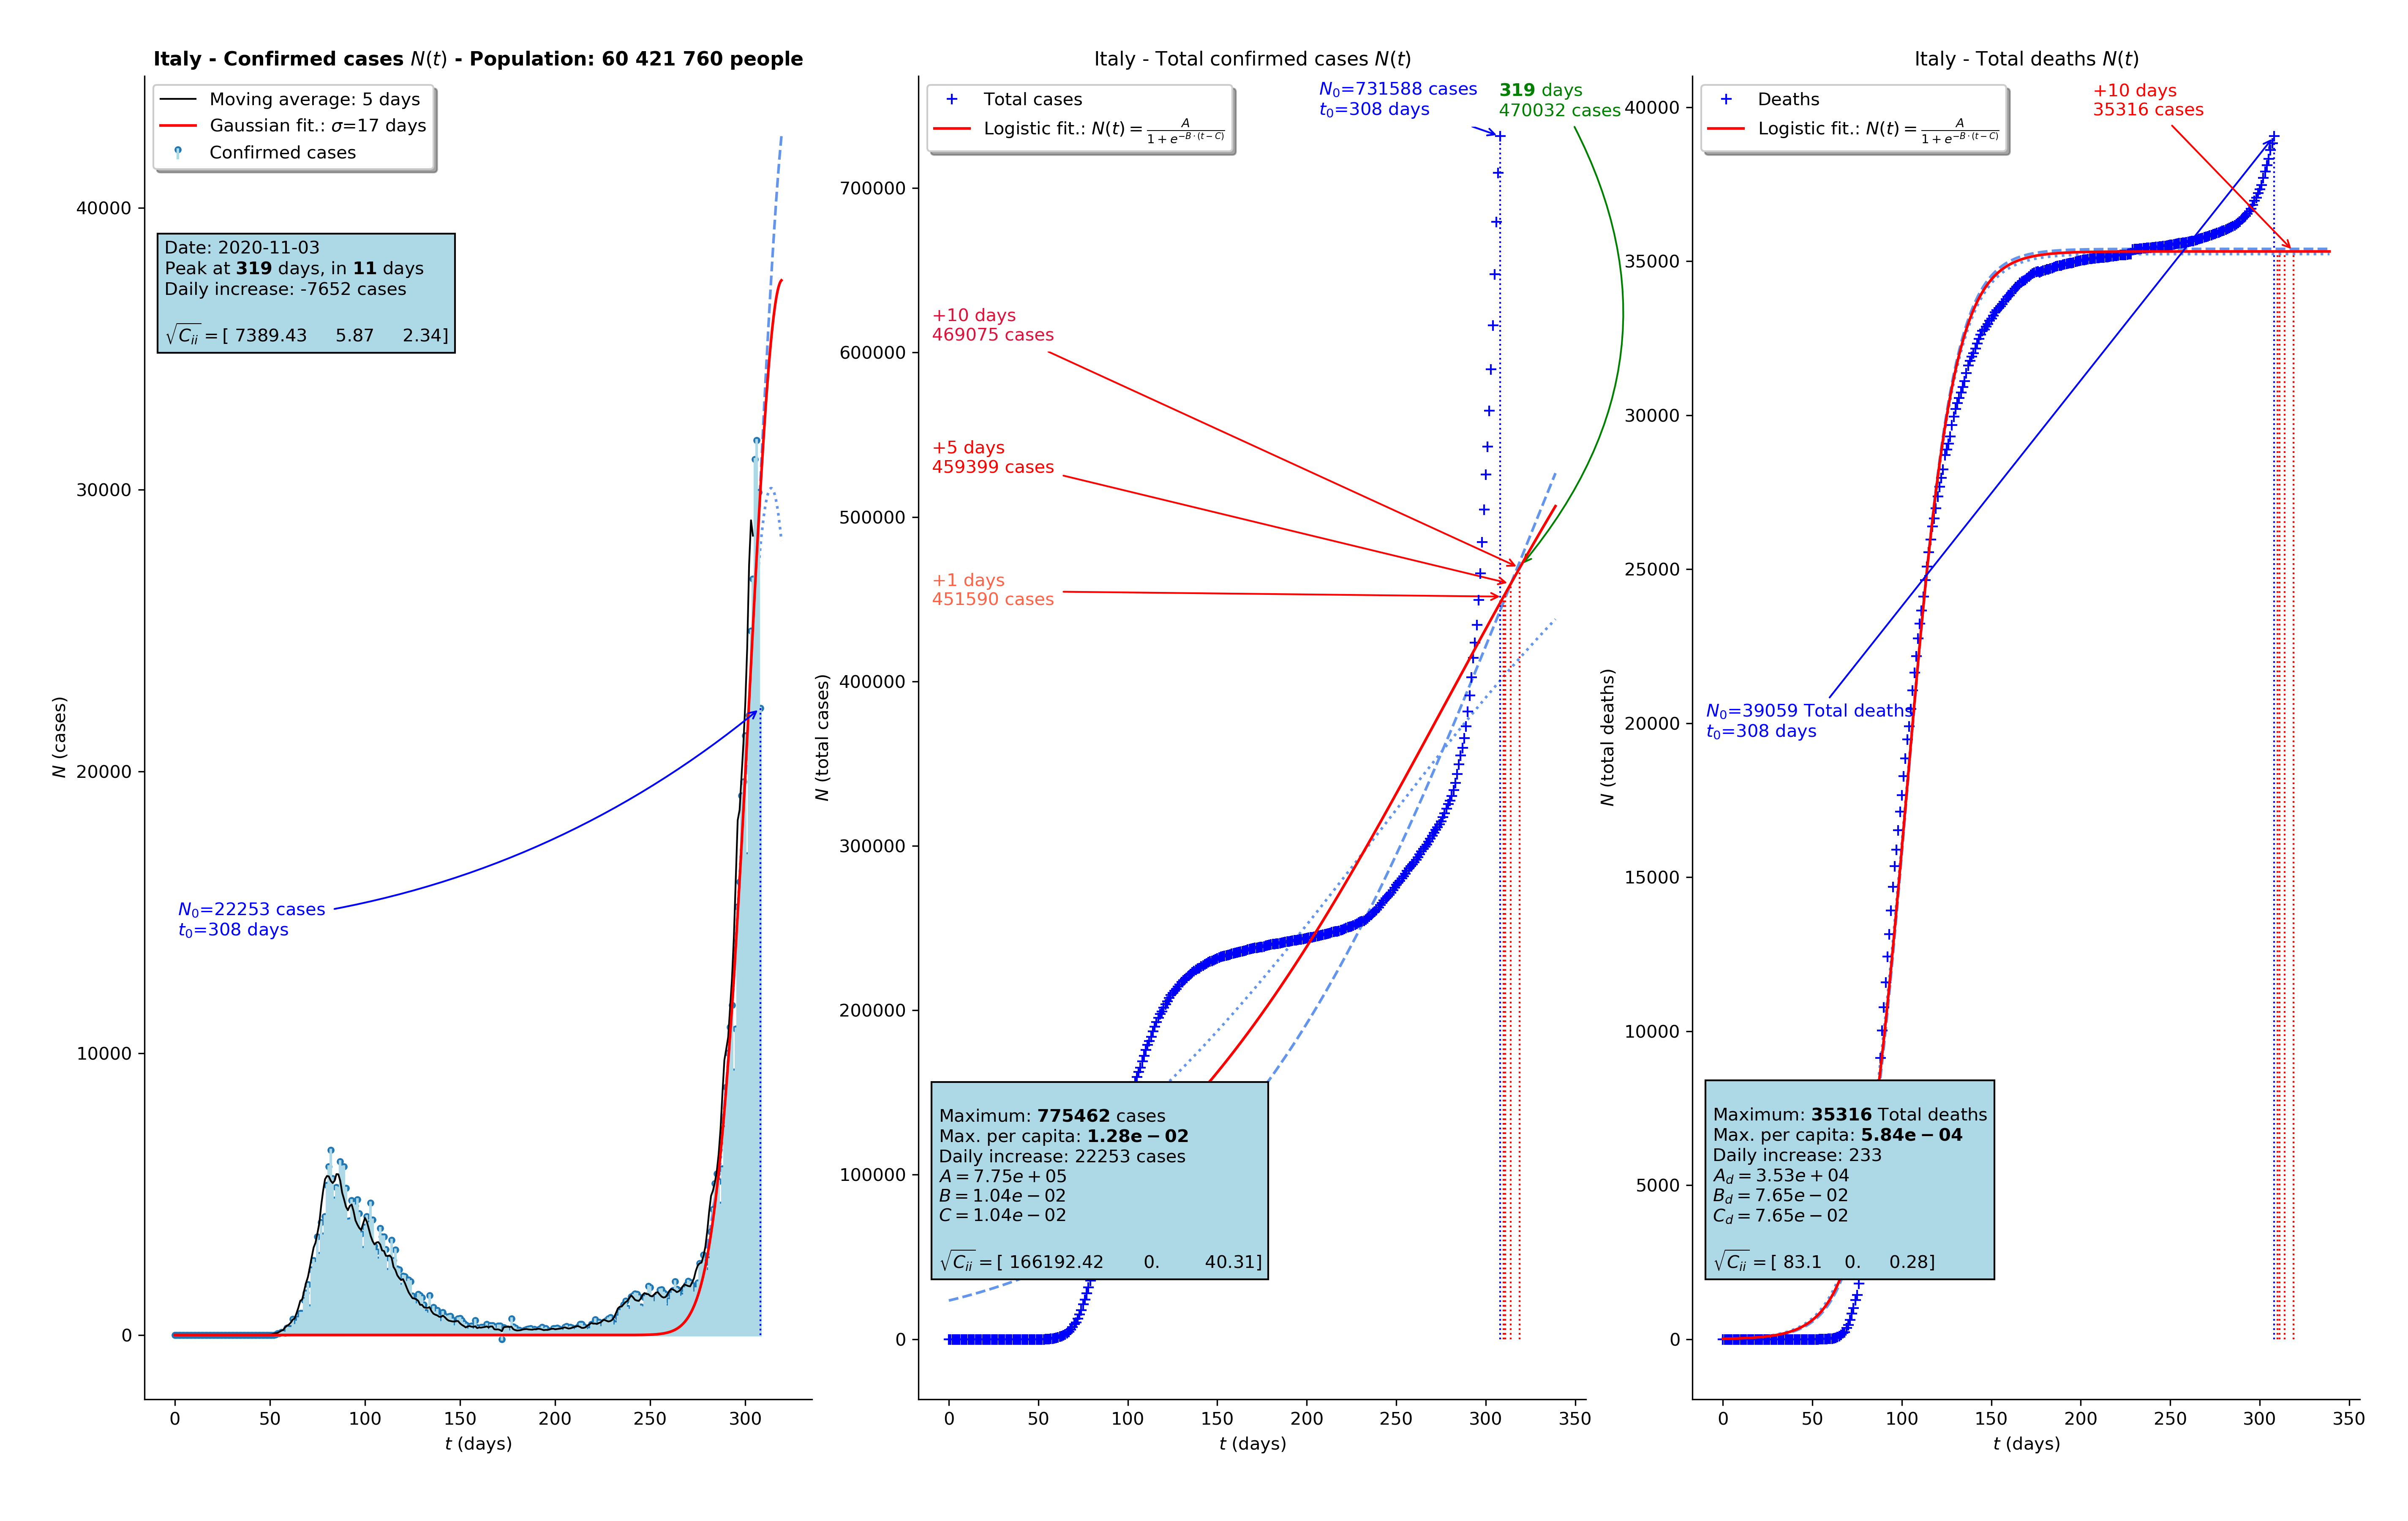 Italy - Confirmed cases N(t) - Population: 60 421 760 people
Moving average: 5 days
Gaussian fit.: σ=17 days
Confirmed cases
Date: 2020-11-03
Peak at 319 days, in 11 days
Daily increase: -7652 cases
√C_ii = [ 7389.43 5.87 2.34]
N_0=22253 cases
t_0=308 days
40000
30000
20000
10000
0
N (cases)
0 50 100 150 200 250 300
t (days)
Italy - Total confirmed cases N(t)
Total cases
Logistic fit.: N(t) = A / (1 + e^{−B·(t−C)})
N_0=731588 cases
t_0=308 days
319 days
470032 cases
+10 days
469075 cases
+5 days
459399 cases
+1 days
451590 cases
Maximum: 775462 cases
Max. per capita: 1.28e − 02
Daily increase: 22253 cases
A = 7.75e + 05
B = 1.04e − 02
C = 1.04e − 02
√C_ii = [ 166192.42 0. 40.31]
700000
600000
500000
400000
300000
200000
100000
0
N (total cases)
0 50 100 150 200 250 300 350
t (days)
Italy - Total deaths N(t)
Deaths
Logistic fit.: N(t) = A / (1 + e^{−B·(t−C)})
+10 days
35316 cases
N_0=39059 Total deaths
t_0=308 days
Maximum: 35316 Total deaths
Max. per capita: 5.84e − 04
Daily increase: 233
A_d = 3.53e + 04
B_d = 7.65e − 02
C_d = 7.65e − 02
√C_ii = [ 83.1 0. 0.28]
40000
35000
30000
25000
20000
15000
10000
5000
0
N (total deaths)
0 50 100 150 200 250 300 350
t (days)